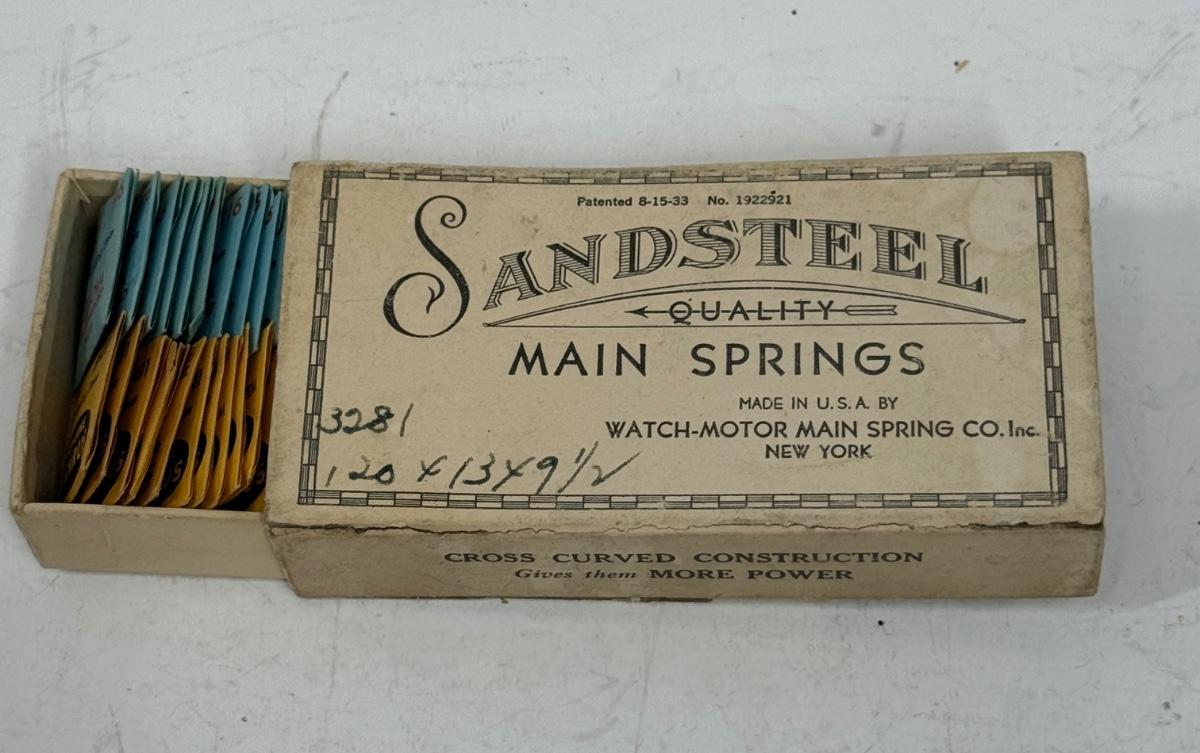 Patented 8-15-33 No. 1922921
SANDSTEEL
QUALITY
MAIN SPRINGS
MADE IN U.S.A. BY
WATCH-MOTOR MAIN SPRING CO. Inc.
NEW YORK
3281
120 x 13 x 9 1/2
CROSS CURVED CONSTRUCTION
Gives them MORE POWER